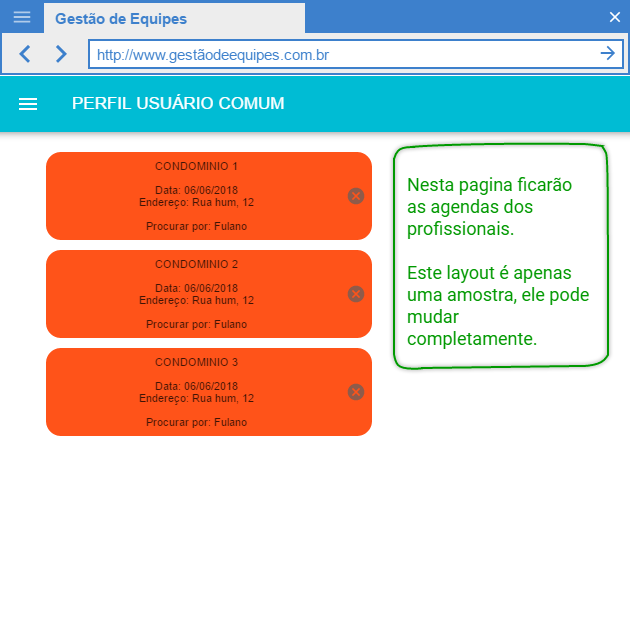 Gestão de Equipes
http://www.gestãodeequipes.com.br
PERFIL USUÁRIO COMUM
CONDOMINIO 1
Data: 06/06/2018
Endereço: Rua hum, 12
Procurar por: Fulano
CONDOMINIO 2
Data: 06/06/2018
Endereço: Rua hum, 12
Procurar por: Fulano
CONDOMINIO 3
Data: 06/06/2018
Endereço: Rua hum, 12
Procurar por: Fulano
Nesta pagina ficarão
as agendas dos
profissionais.
Este layout é apenas
uma amostra, ele pode
mudar
completamente.